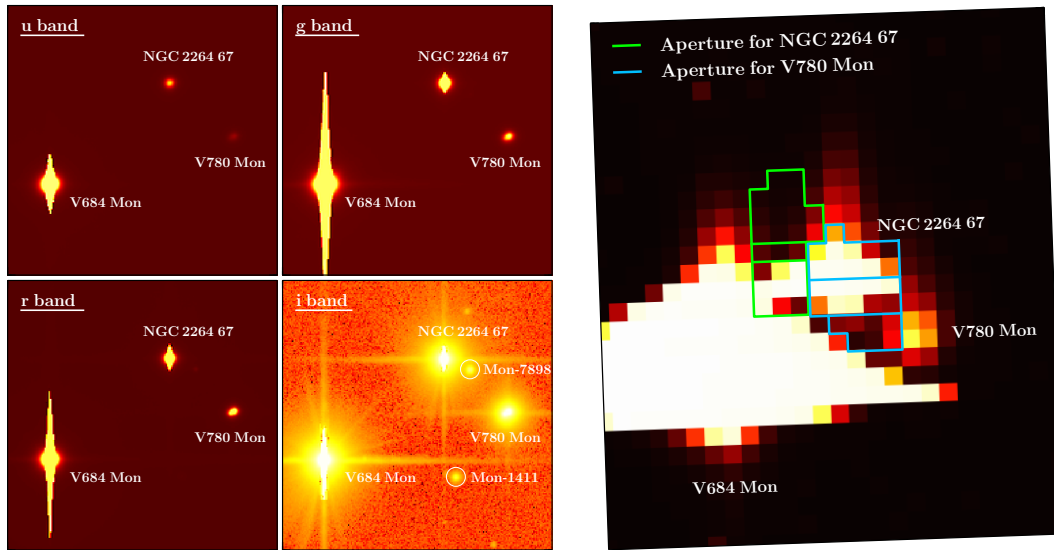 u band
NGC 2264 67
V780 Mon
V684 Mon
g band
NGC 2264 67
V780 Mon
V684 Mon
r band
NGC 2264 67
V780 Mon
V684 Mon
i band
NGC 2264 67
Mon-7898
V780 Mon
V684 Mon
Mon-1411
Aperture for NGC 2264 67
Aperture for V780 Mon
NGC 2264 67
V780 Mon
V684 Mon